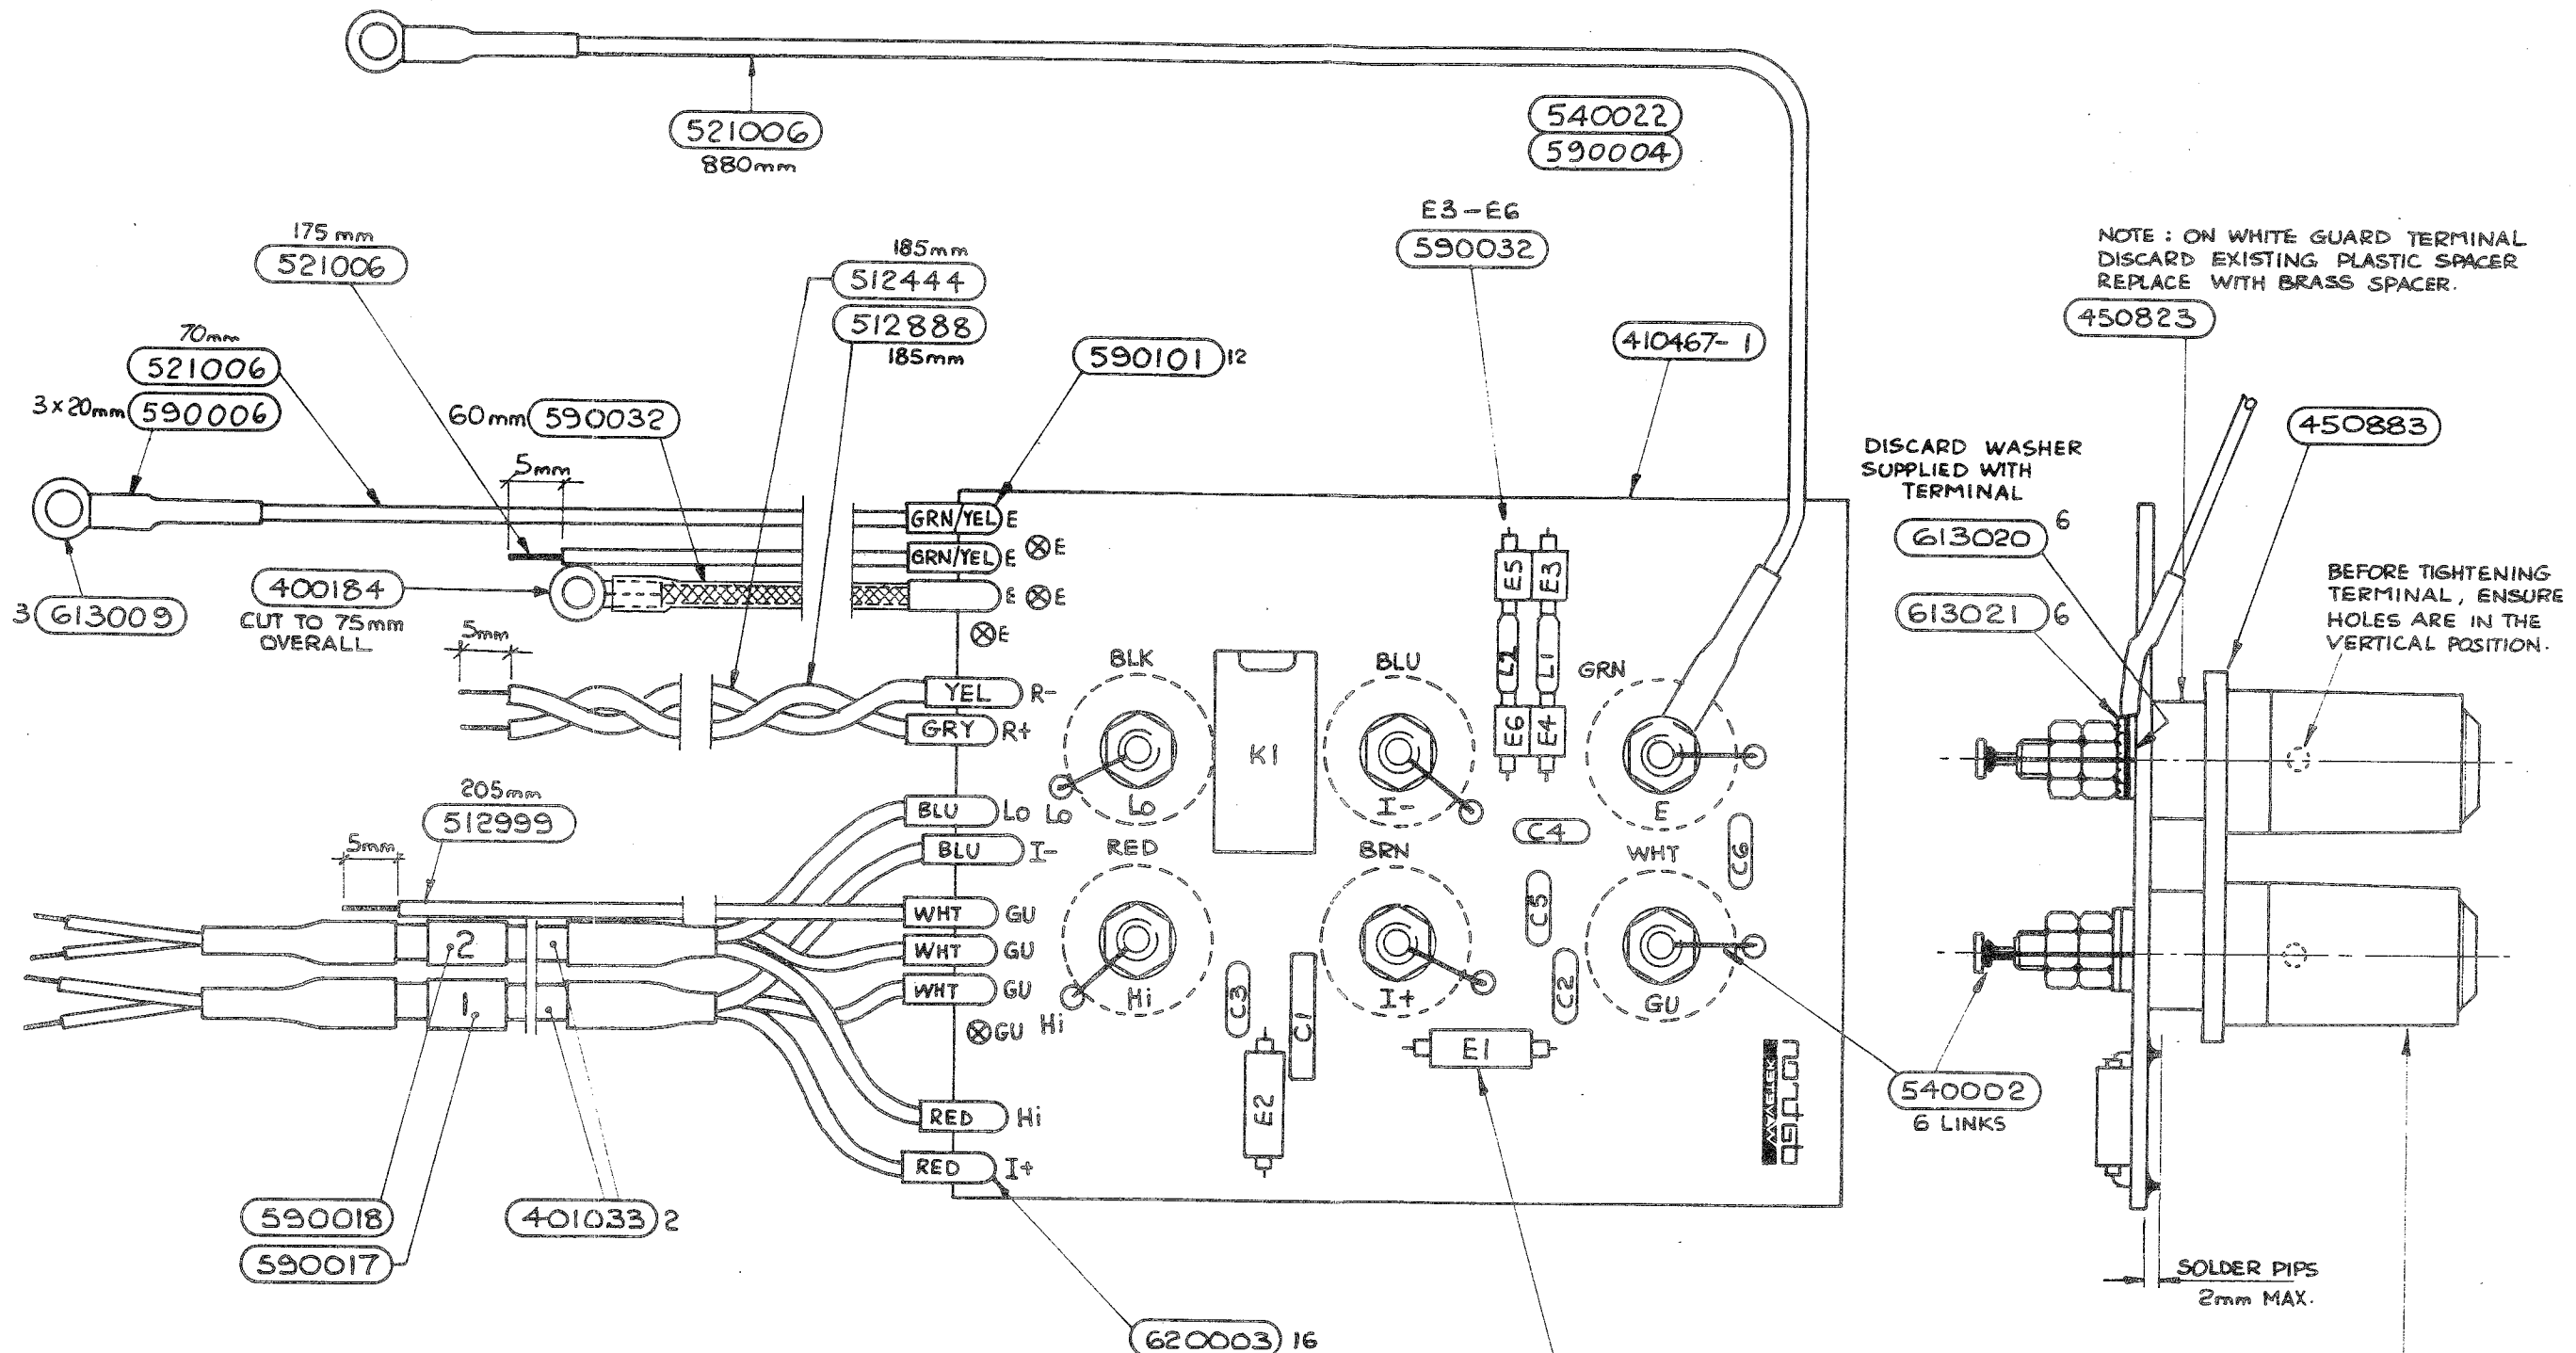 521006
880mm
540022
590004
E3-E6
590032
NOTE : ON WHITE GUARD TERMINAL
DISCARD EXISTING PLASTIC SPACER
REPLACE WITH BRASS SPACER.
450823
175 mm
521006
185mm
512444
512888
185mm
590101 12
410467-1
70mm
521006
3x20mm 590006
60mm 590032
5mm
450883
DISCARD WASHER
SUPPLIED WITH
TERMINAL
613020 6
613021 6
BEFORE TIGHTENING
TERMINAL, ENSURE
HOLES ARE IN THE
VERTICAL POSITION.
GRN/YEL E
GRN/YEL E E
E E
E
3 613009
400184
CUT TO 75mm
OVERALL
5mm
YEL R-
GRY R+
BLK
BLU
GRN
E5 E3
L2 L1
E6 E4
K1
Lo
I-
E
205mm
512999
5mm
BLU Lo Lo
BLU I-
WHT GU
WHT GU
WHT GU
GU Hi
RED
BRN
WHT
C4
C6
C5
C2
C3
C1
Hi
I+
GU
E1
E2
2
1
RED Hi
RED I+
590018
590017
401033 2
540002
6 LINKS
620003 16
SOLDER PIPS
2mm MAX.